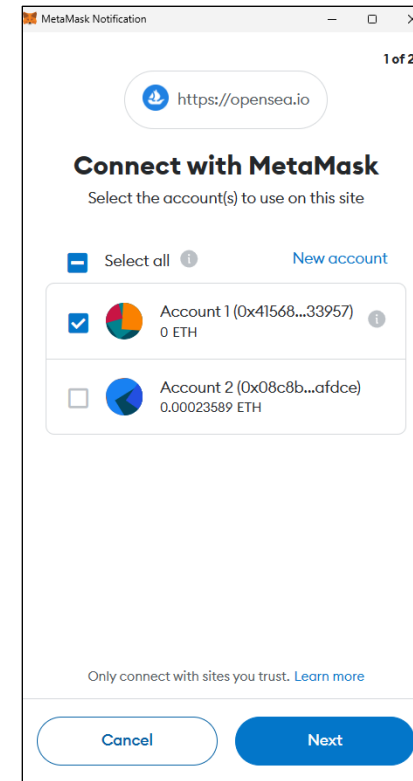 MetaMask Notification
1 of 2
https://opensea.io
Connect with MetaMask
Select the account(s) to use on this site
Select all
New account
Account 1 (0x41568...33957)
0 ETH
Account 2 (0x08c8b...afdce)
0.00023589 ETH
Only connect with sites you trust. Learn more
Cancel
Next